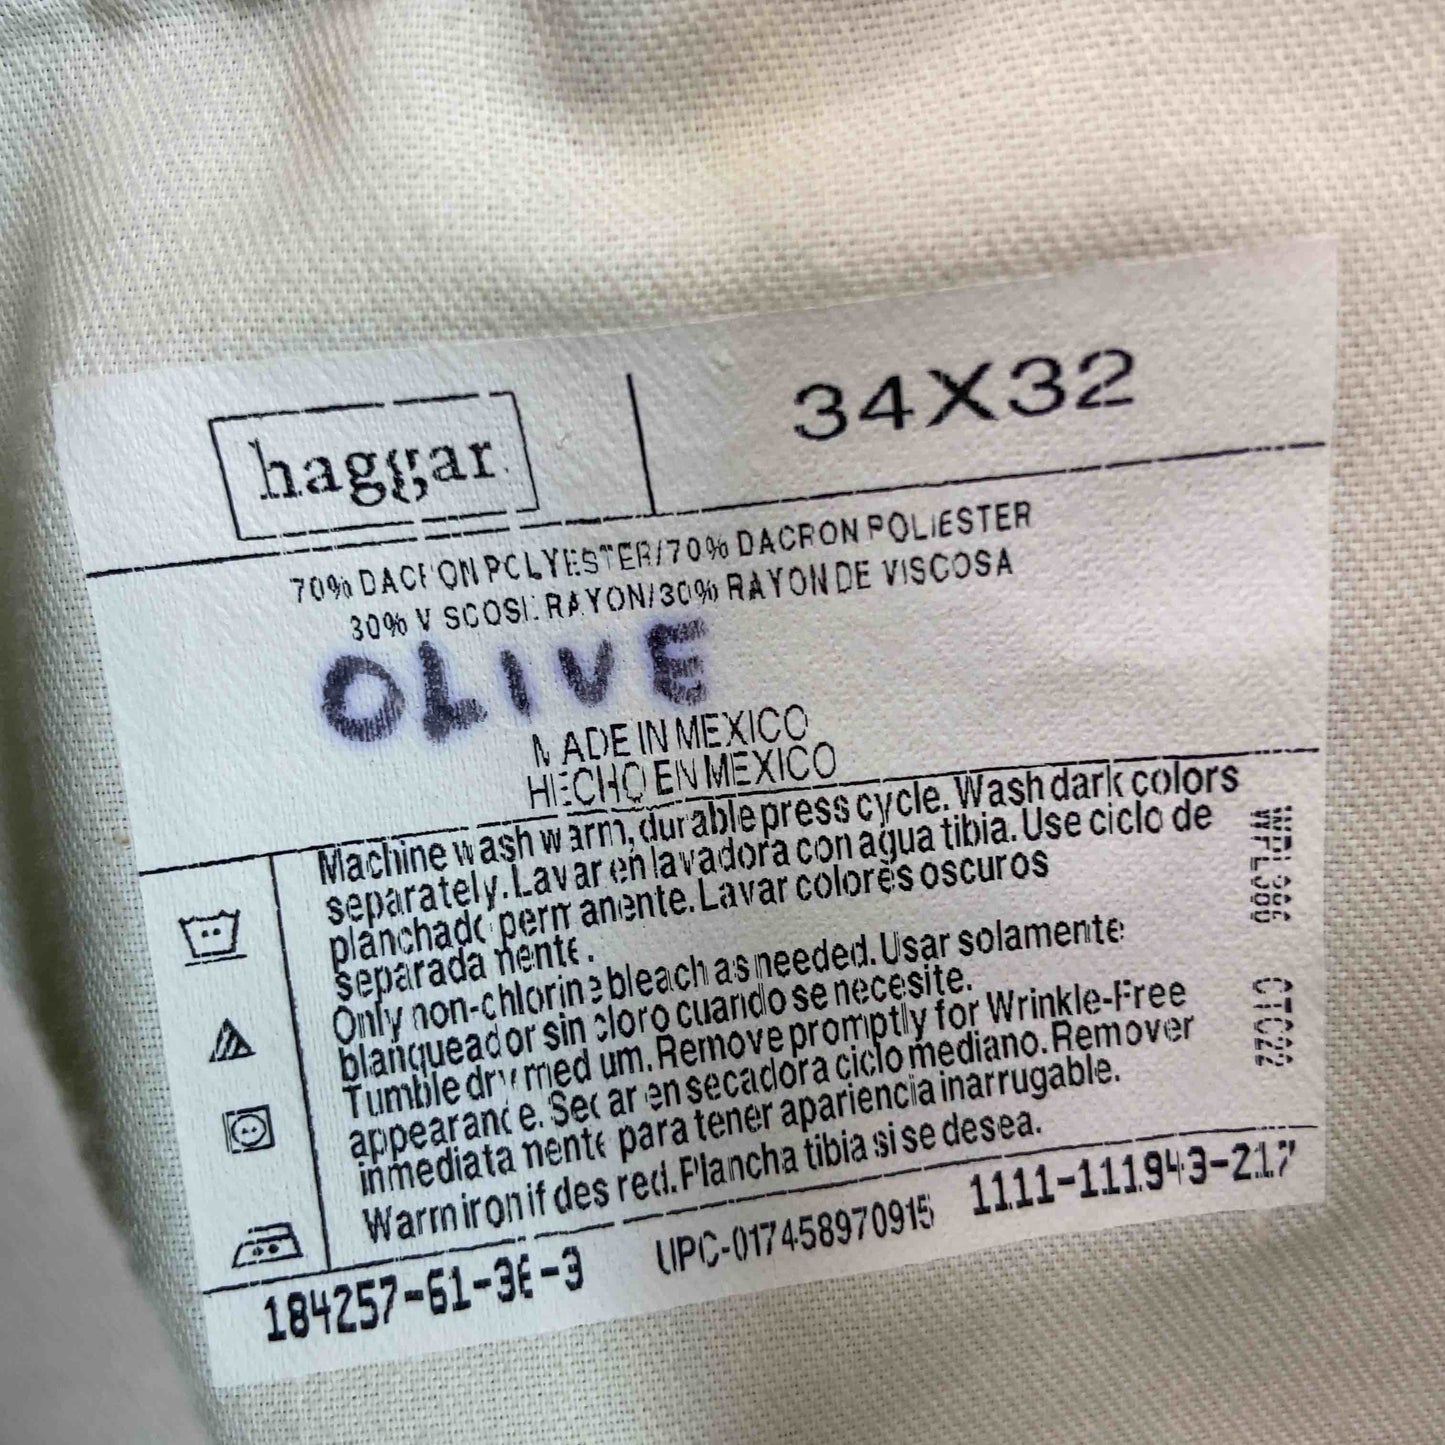 haggar
34X32
70% DACRON POLYESTER/70% DACRON POLIESTER
30% VISCOSE RAYON/30% RAYON DE VISCOSA
OLIVE
MADE IN MEXICO
HECHO EN MEXICO
Machine wash warm, durable press cycle. Wash dark colors
separately. Lavar en lavadora con agua tibia. Use ciclo de
planchado permanente. Lavar colores oscuros
separadamente.
Only non-chlorine bleach as needed. Usar solamente
blanqueador sin cloro cuando se necesite.
Tumble dry medium. Remove promptly for Wrinkle-Free
appearance. Secar en secadora ciclo mediano. Remover
inmediatamente para tener apariencia inarrugable.
Warm iron if desired. Plancha tibia si se desea.
184257-61-36-3
UPC-017458970915
1111-111943-217